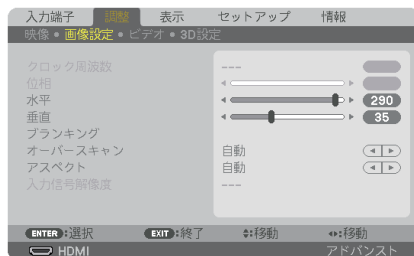 入力端子 調整 表示 セットアップ 情報
映像 • 画像設定 • ビデオ • 3D設定
クロック周波数 ---
位相
水平 290
垂直 35
ブランキング
オーバースキャン 自動
アスペクト 自動
入力信号解像度 ---
ENTER :選択 EXIT :終了 :移動 :移動
HDMI アドバンスト